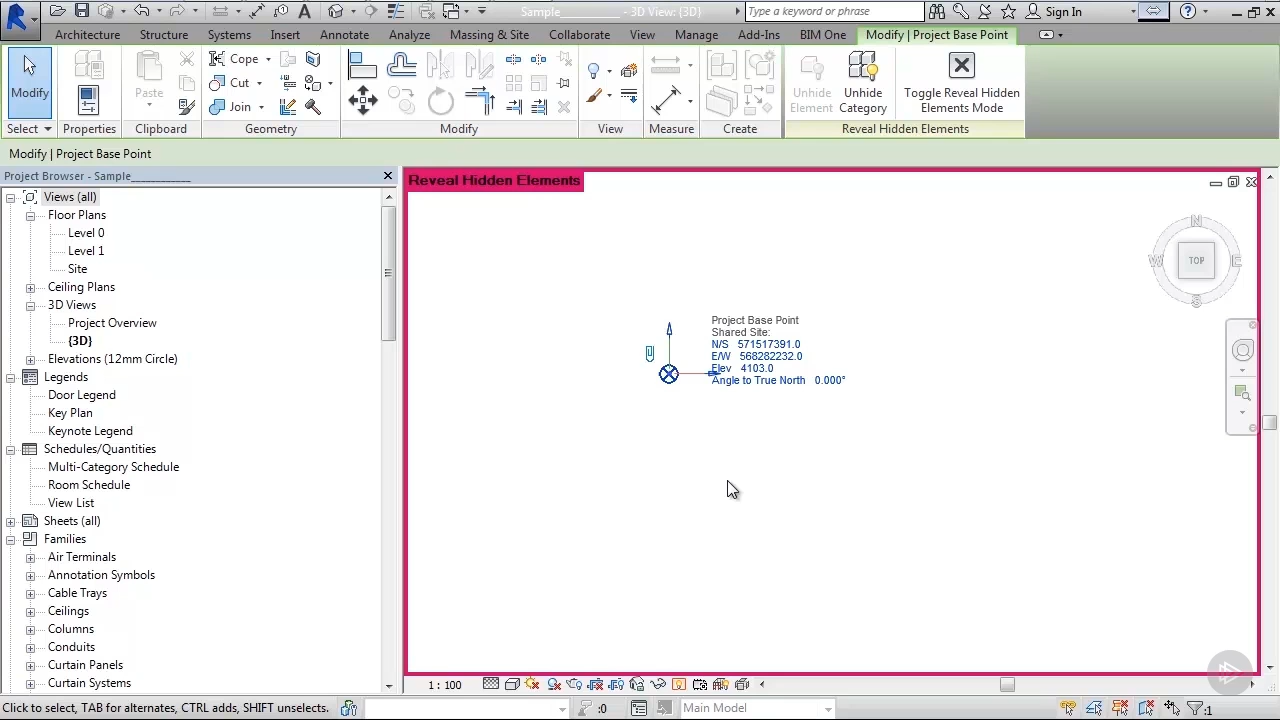 Sample__________ - 3D View: {3D}
Type a keyword or phrase
Sign In
Architecture
Structure
Systems
Insert
Annotate
Analyze
Massing & Site
Collaborate
View
Manage
Add-Ins
BIM One
Modify | Project Base Point
Modify
Paste
Cope
Cut
Join
Unhide
Element
Unhide
Category
Toggle Reveal Hidden
Elements Mode
Select
Properties
Clipboard
Geometry
Modify
View
Measure
Create
Reveal Hidden Elements
Modify | Project Base Point
Project Browser - Sample__________
Views (all)
Floor Plans
Level 0
Level 1
Site
Ceiling Plans
3D Views
Project Overview
{3D}
Elevations (12mm Circle)
Legends
Door Legend
Key Plan
Keynote Legend
Schedules/Quantities
Multi-Category Schedule
Room Schedule
View List
Sheets (all)
Families
Air Terminals
Annotation Symbols
Cable Trays
Ceilings
Columns
Conduits
Curtain Panels
Curtain Systems
Reveal Hidden Elements
N
W
TOP
E
S
Project Base Point
Shared Site:
N/S 571517391.0
E/W 568282232.0
Elev 4103.0
Angle to True North 0.000°
1 : 100
Click to select, TAB for alternates, CTRL adds, SHIFT unselects.
:0
Main Model
:1